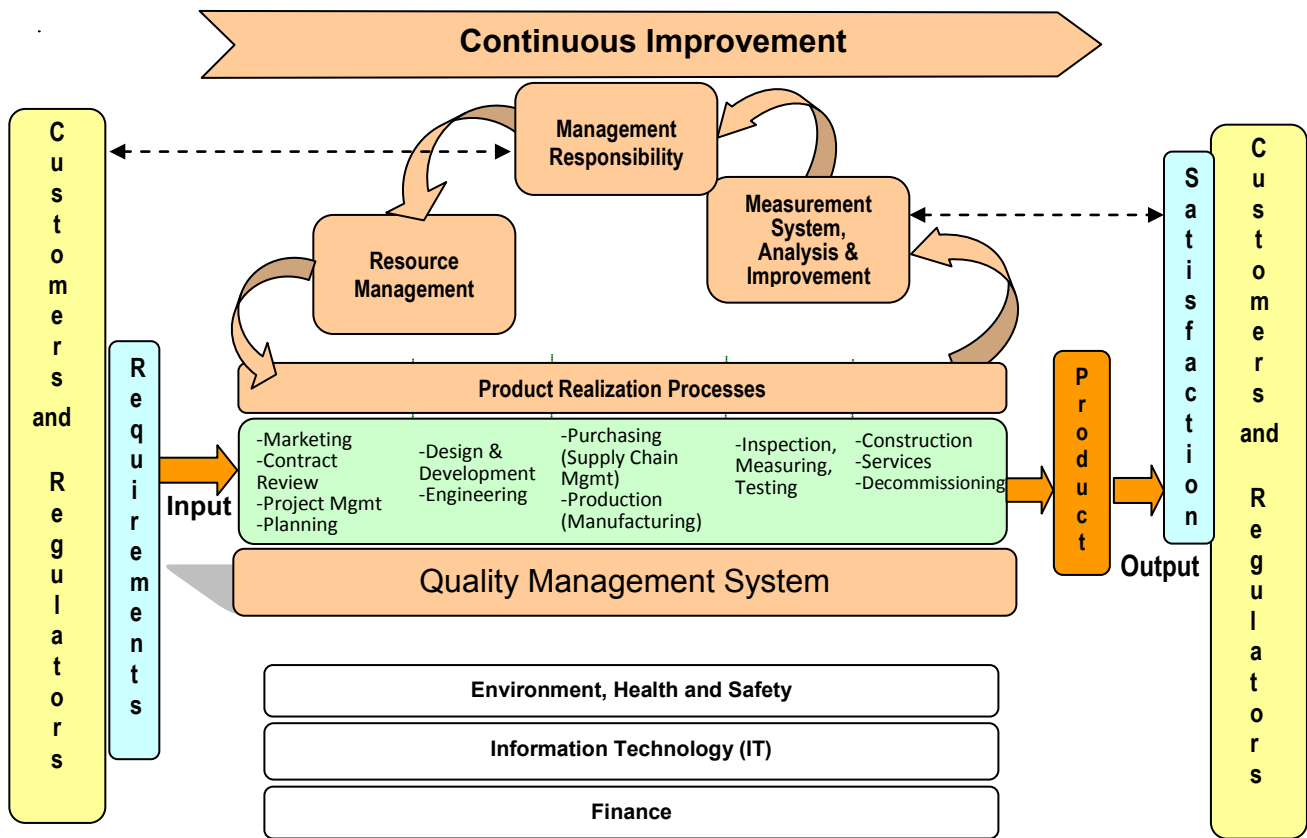 Continuous Improvement
Customers
and
Regulators
Requirements
Input
Management
Responsibility
Resource
Management
Measurement
System,
Analysis &
Improvement
Product Realization Processes
-Marketing
-Contract
Review
-Project Mgmt
-Planning
-Design &
Development
-Engineering
-Purchasing
(Supply Chain
Mgmt)
-Production
(Manufacturing)
-Inspection,
Measuring,
Testing
-Construction
-Services
-Decommissioning
Quality Management System
Product
Output
Satisfaction
Customers
and
Regulators
Environment, Health and Safety
Information Technology (IT)
Finance